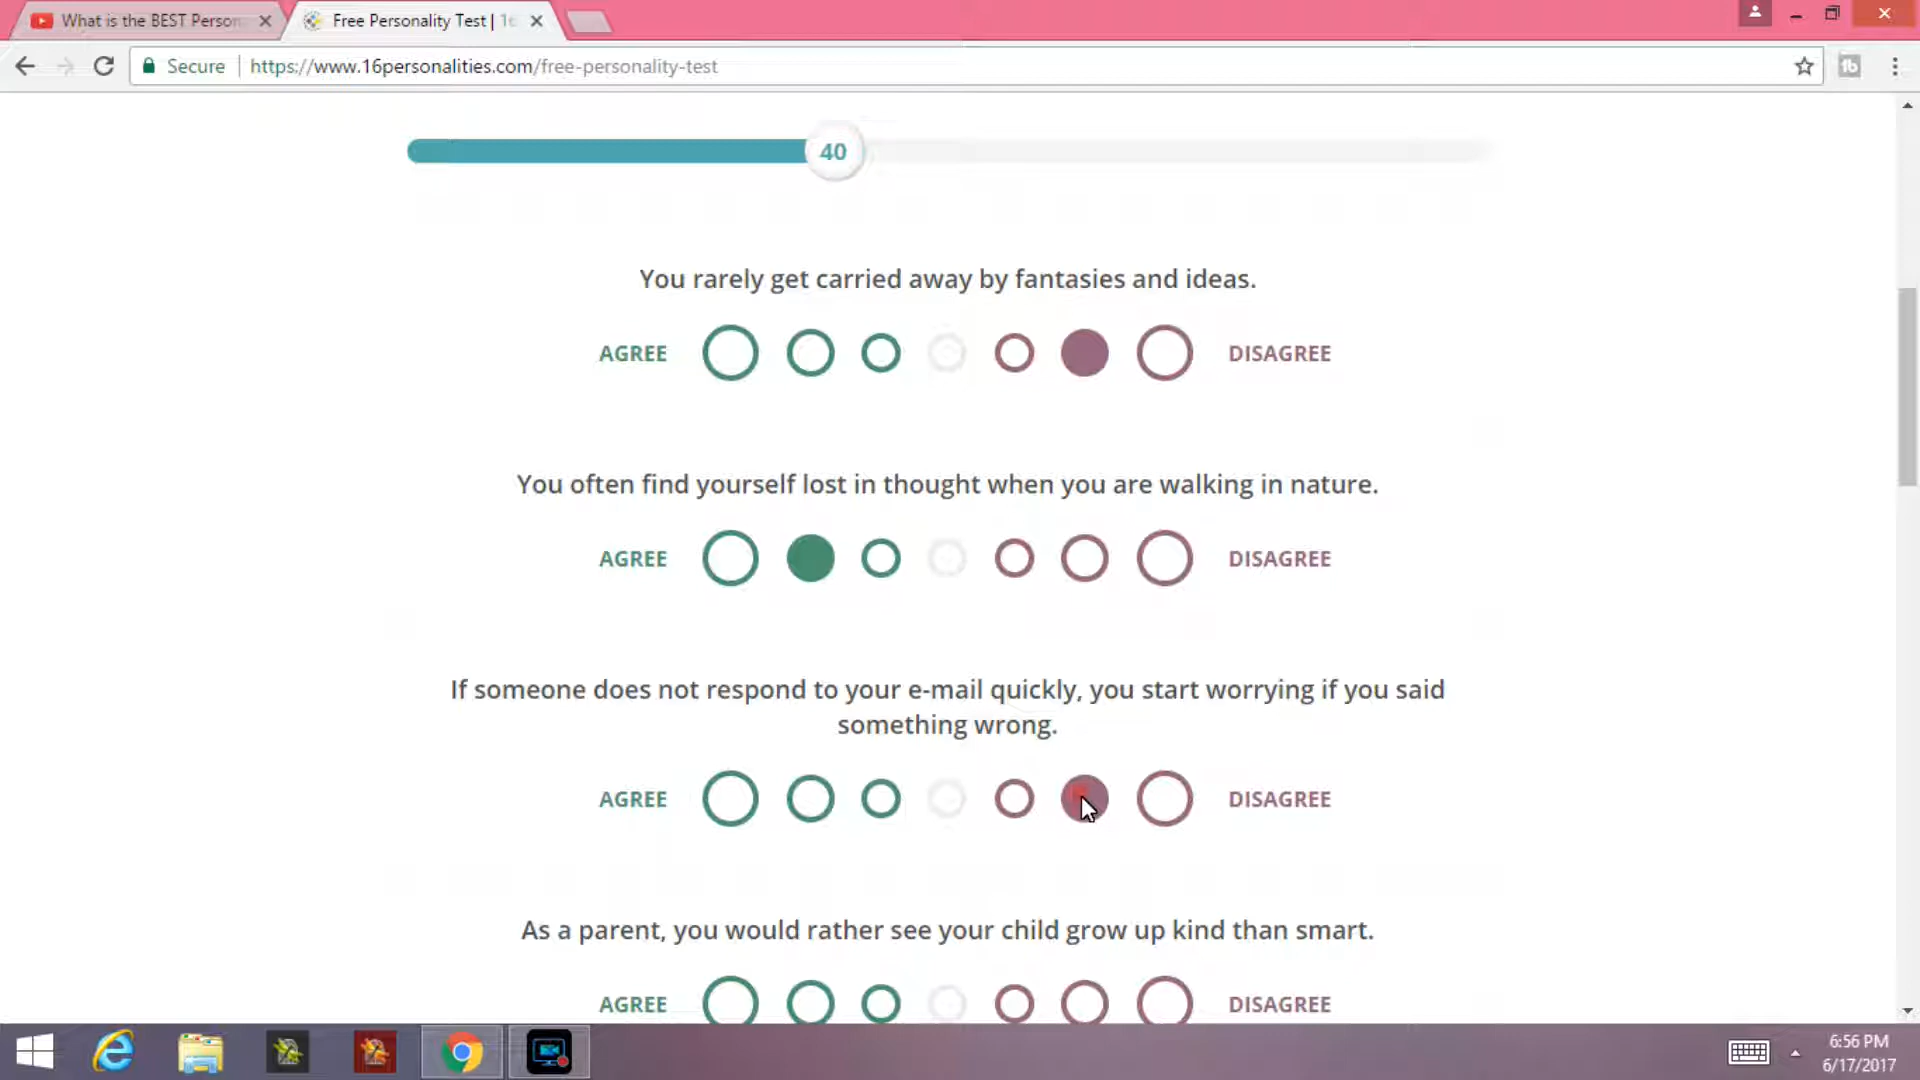 What is the BEST Person
Free Personality Test | 16
Secure
https://www.16personalities.com/free-personality-test
40
You rarely get carried away by fantasies and ideas.
AGREE
DISAGREE
You often find yourself lost in thought when you are walking in nature.
AGREE
DISAGREE
If someone does not respond to your e-mail quickly, you start worrying if you said
something wrong.
AGREE
DISAGREE
As a parent, you would rather see your child grow up kind than smart.
AGREE
DISAGREE
6:56 PM
6/17/2017